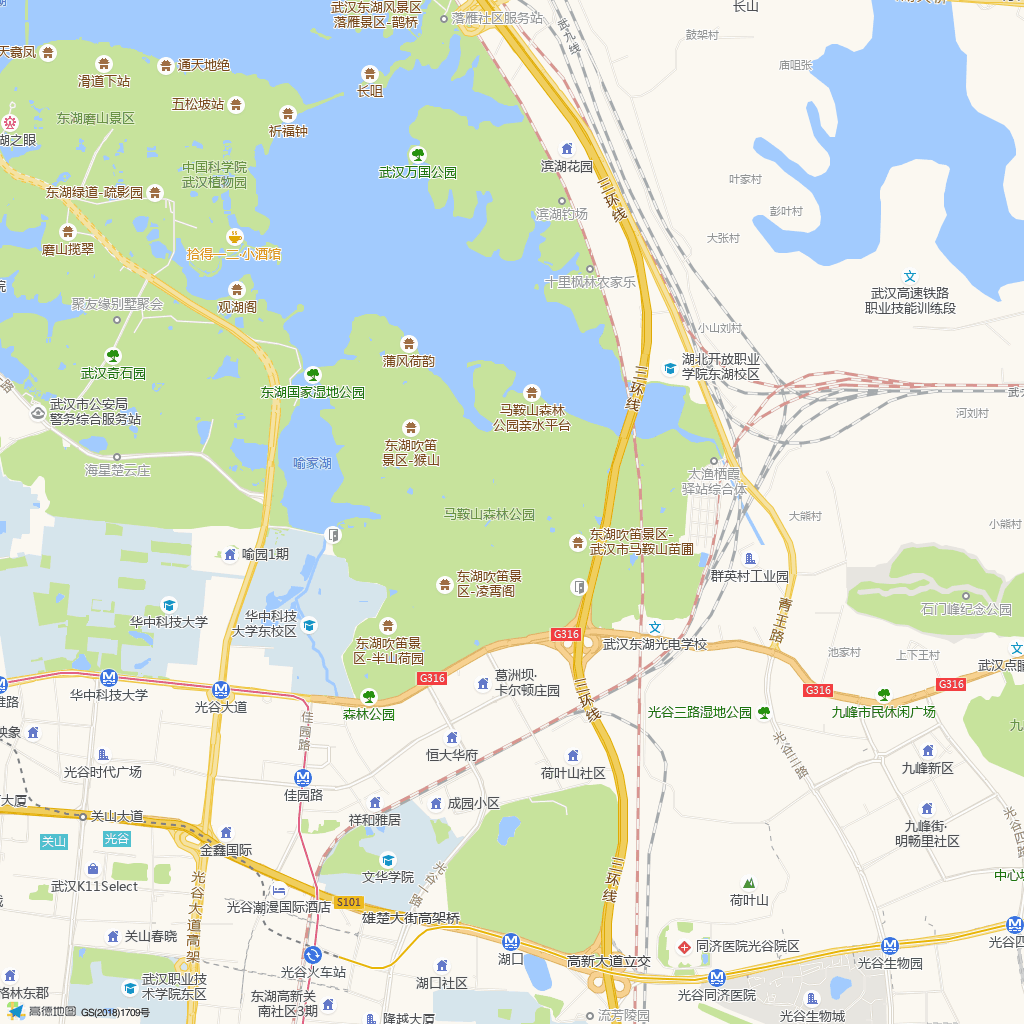 武汉东湖风景区
落雁景区-鹊桥
落雁社区服务站
长山
武九线
鼓架村
庙咀张
天翕凤
滑道下站
通天地绝
长咀
五松坡站
祈福钟
东湖磨山景区
湖之眼
中国科学院
武汉植物园
武汉万国公园
滨湖花园
三环线
滨湖钓场
叶家村
彭叶村
大张村
东湖绿道-疏影园
磨山揽翠
拾得一二·小酒馆
十里枫林农家乐
武汉高速铁路
职业技能训练段
观湖阁
聚友缘别墅聚会
小山刘村
武汉奇石园
蒲风荷韵
湖北开放职业
学院东湖校区
东湖国家湿地公园
三环线
马鞍山森林
公园亲水平台
武汉市公安局
警务综合服务站
河刘村
东湖吹笛
景区-猴山
喻家湖
海星楚云庄
太渔栖霞
驿站综合体
马鞍山森林公园
大熊村
小熊村
东湖吹笛景区-
武汉市马鞍山苗圃
喻园1期
群英村工业园
东湖吹笛景
区-凌霄阁
华中科技大学
华中科技
大学东校区
石门峰纪念公园
青王路
G316
武汉东湖光电学校
东湖吹笛景
区-半山荷园
池家村
上下王村
武汉点瞄
G316
葛洲坝·
卡尔顿庄园
华中科技大学
光谷大道
森林公园
三环线
G316
G316
光谷三路湿地公园
九峰市民休闲广场
佳园路
恒大华府
光谷三路
荷叶山社区
九峰新区
光谷时代广场
佳园路
成园小区
祥和雅居
关山大道
关山
光谷
金鑫国际
九峰街·
明畅里社区
光谷四路
文华学院
三环线
武汉K11Select
光谷大道高架
光谷一路
荷叶山
中心城
光谷潮漫国际酒店
S101
雄楚大街高架桥
关山春晓
湖口
高新大道立交
同济医院光谷院区
光谷生物园
光谷四
光谷火车站
湖口社区
光谷同济医院
格林东郡
武汉职业技
术学院东区
东湖高新关
南社区3期
隆越大厦
流芳陵园
光谷生物城
高德地图 GS(2018)1709号